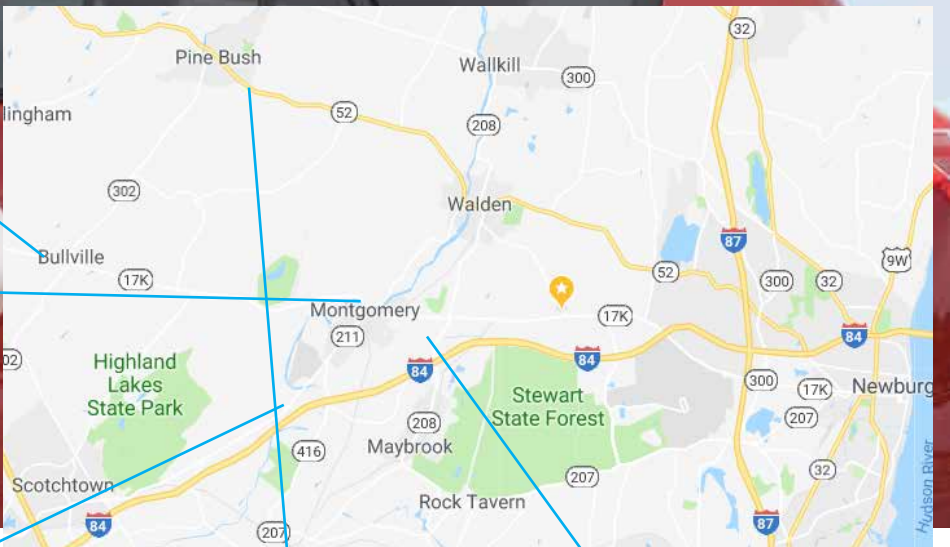 32
Pine Bush
Wallkill
300
lingham
52
208
302
Walden
Bullville
87
9W
52
17K
300
32
Montgomery
17K
211
84
84
84
02
Highland
Lakes
State Park
300
17K
Newburg
Stewart
State Forest
208
207
Maybrook
416
32
207
Scotchtown
Rock Tavern
84
207
87
Hudson River